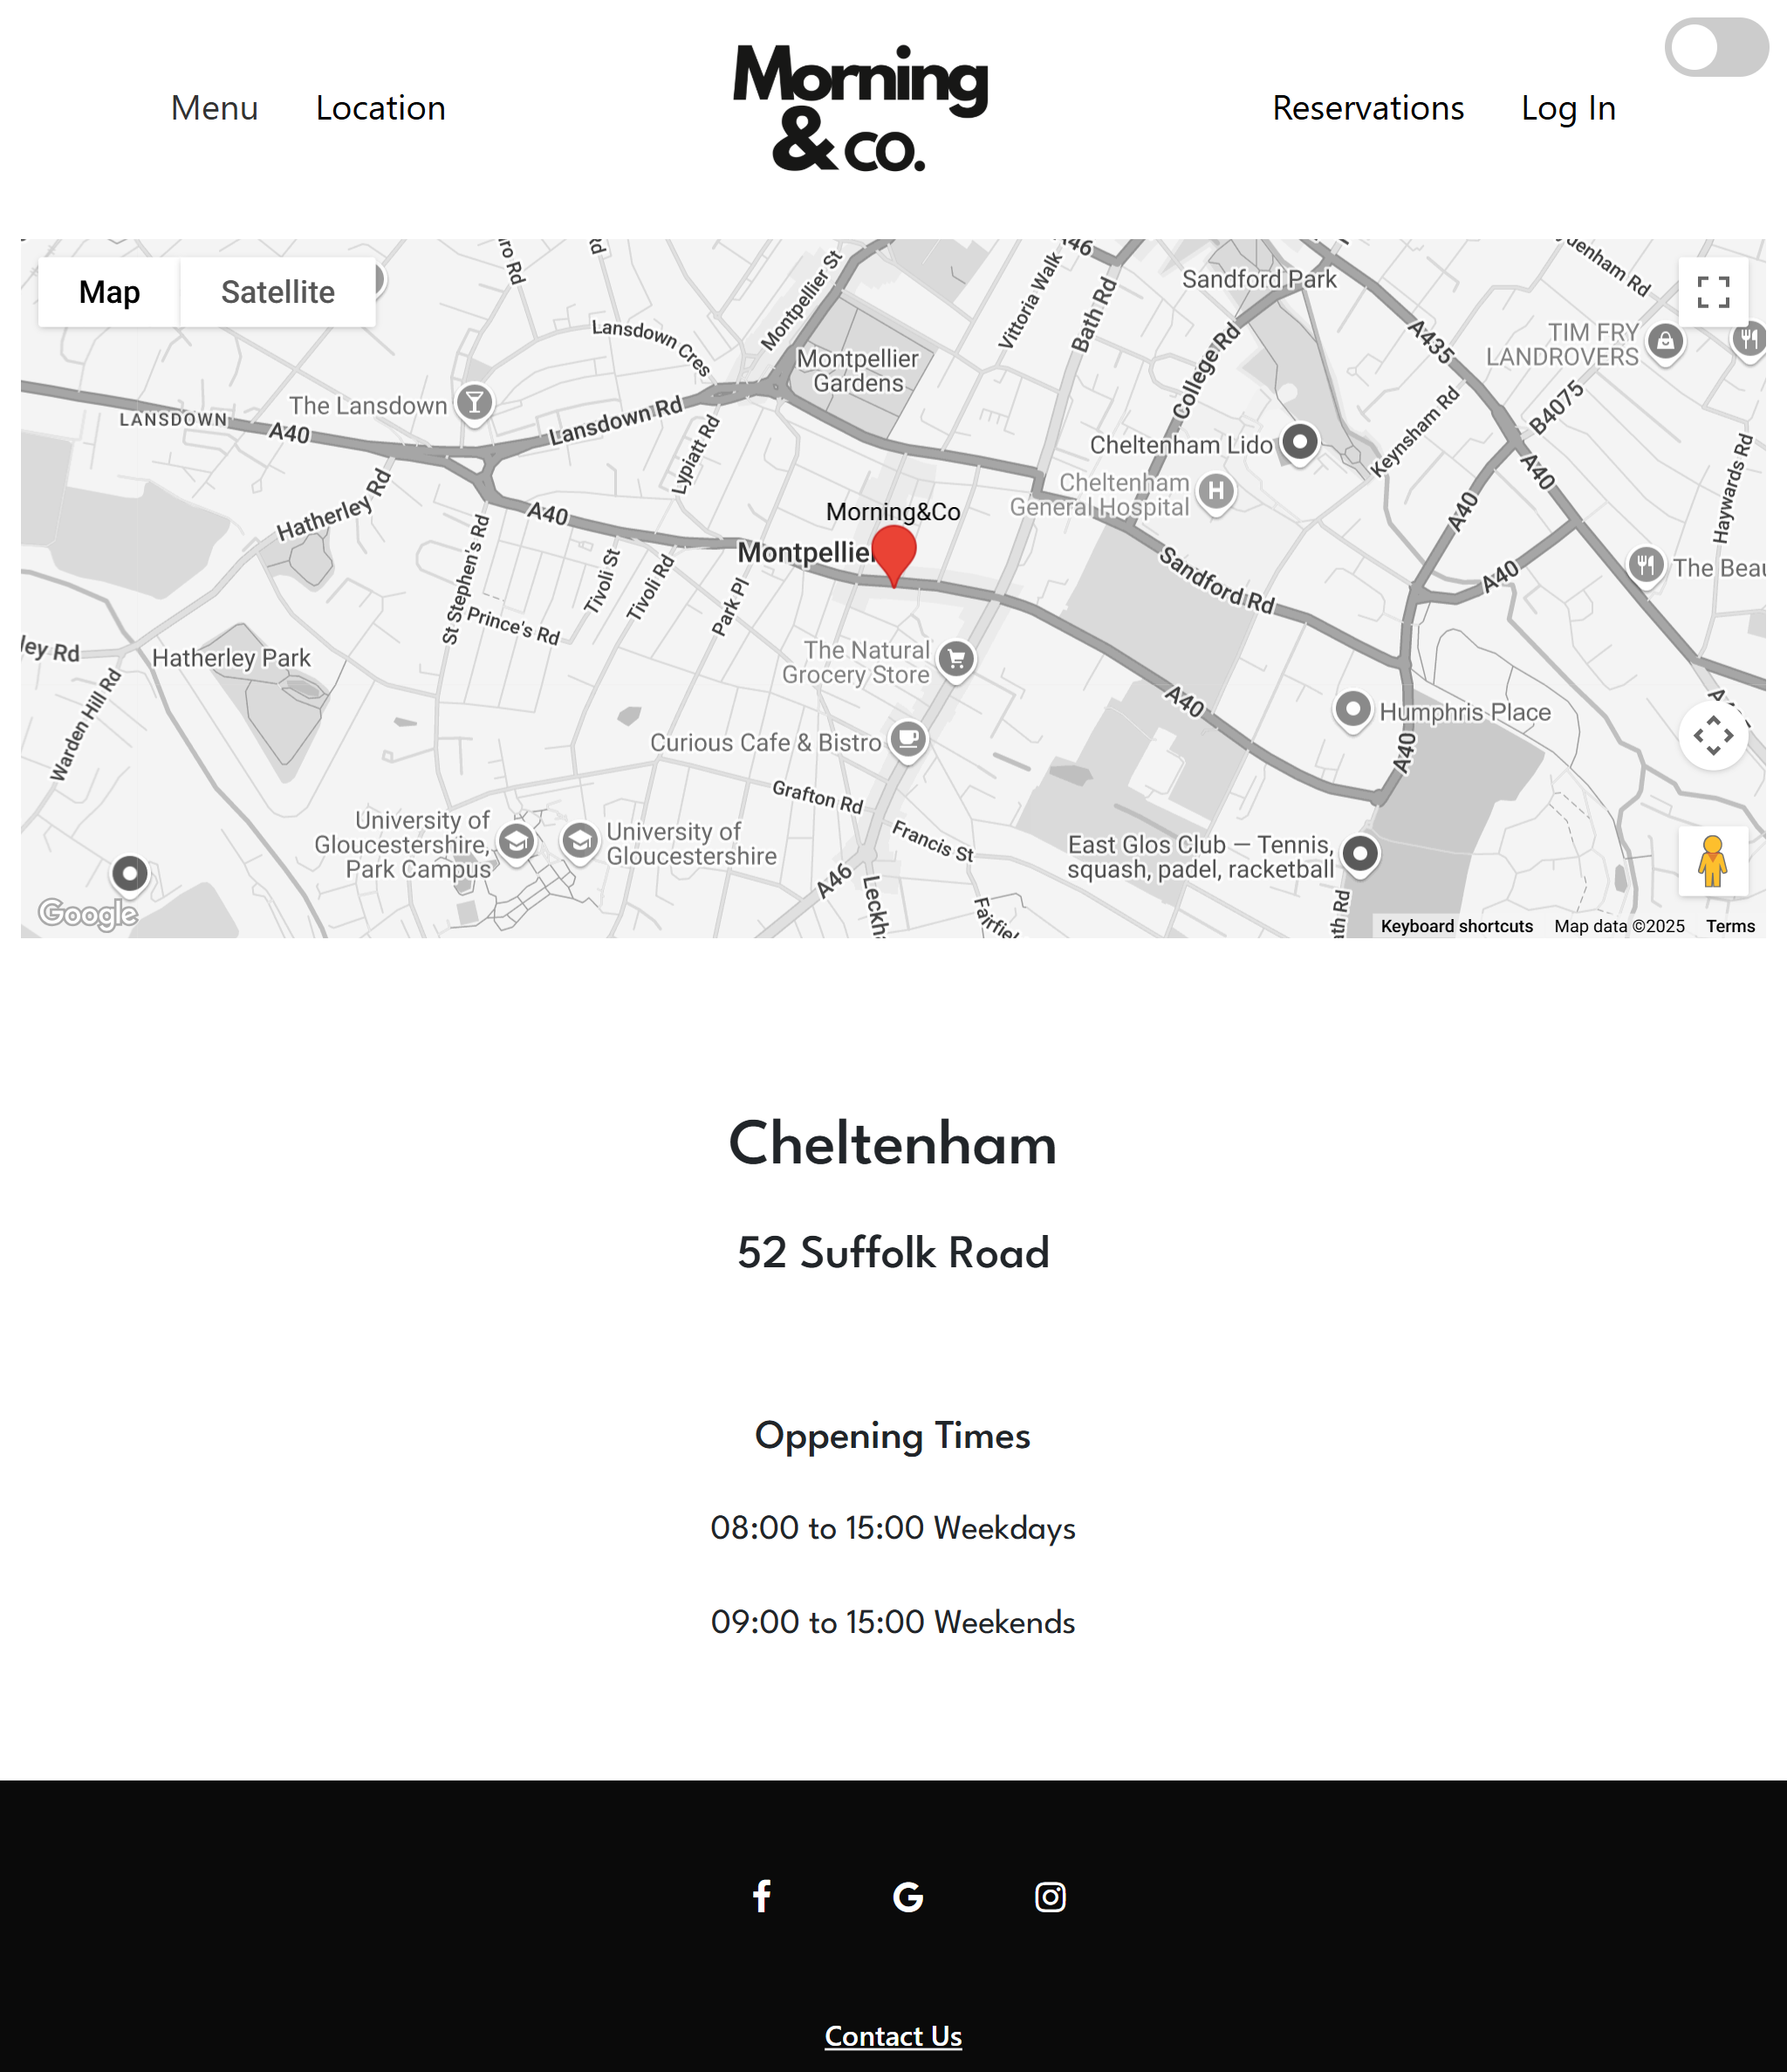 Menu
Location
Morning
& co.
Reservations
Log In
Map
Satellite
Lansdown Cres
Montpellier St
Montpellier
Gardens
Vittoria Walk
Bath Rd
A46
Sandford Park
College Rd
A435
TIM FRY
LANDROVERS
B4075
The Lansdown
LANSDOWN
A40
Lansdown Rd
Lypiatt Rd
Cheltenham Lido
Keynsham Rd
A40
Haywards Rd
Cheltenham
General Hospital
Hatherley Rd
A40
Morning&Co
Montpellier
A40
St Stephen's Rd
Tivoli St
Tivoli Rd
Park Pl
Prince's Rd
Sandford Rd
A40
The Natural
Grocery Store
Hatherley Park
Warden Hill Rd
A40
Humphris Place
A40
Curious Cafe & Bistro
Grafton Rd
Francis St
University of
Gloucestershire,
Park Campus
University of
Gloucestershire
A46
East Glos Club — Tennis,
squash, padel, racketball
Google
Keyboard shortcuts
Map data ©2025
Terms
Cheltenham
52 Suffolk Road
Oppening Times
08:00 to 15:00 Weekdays
09:00 to 15:00 Weekends
Contact Us